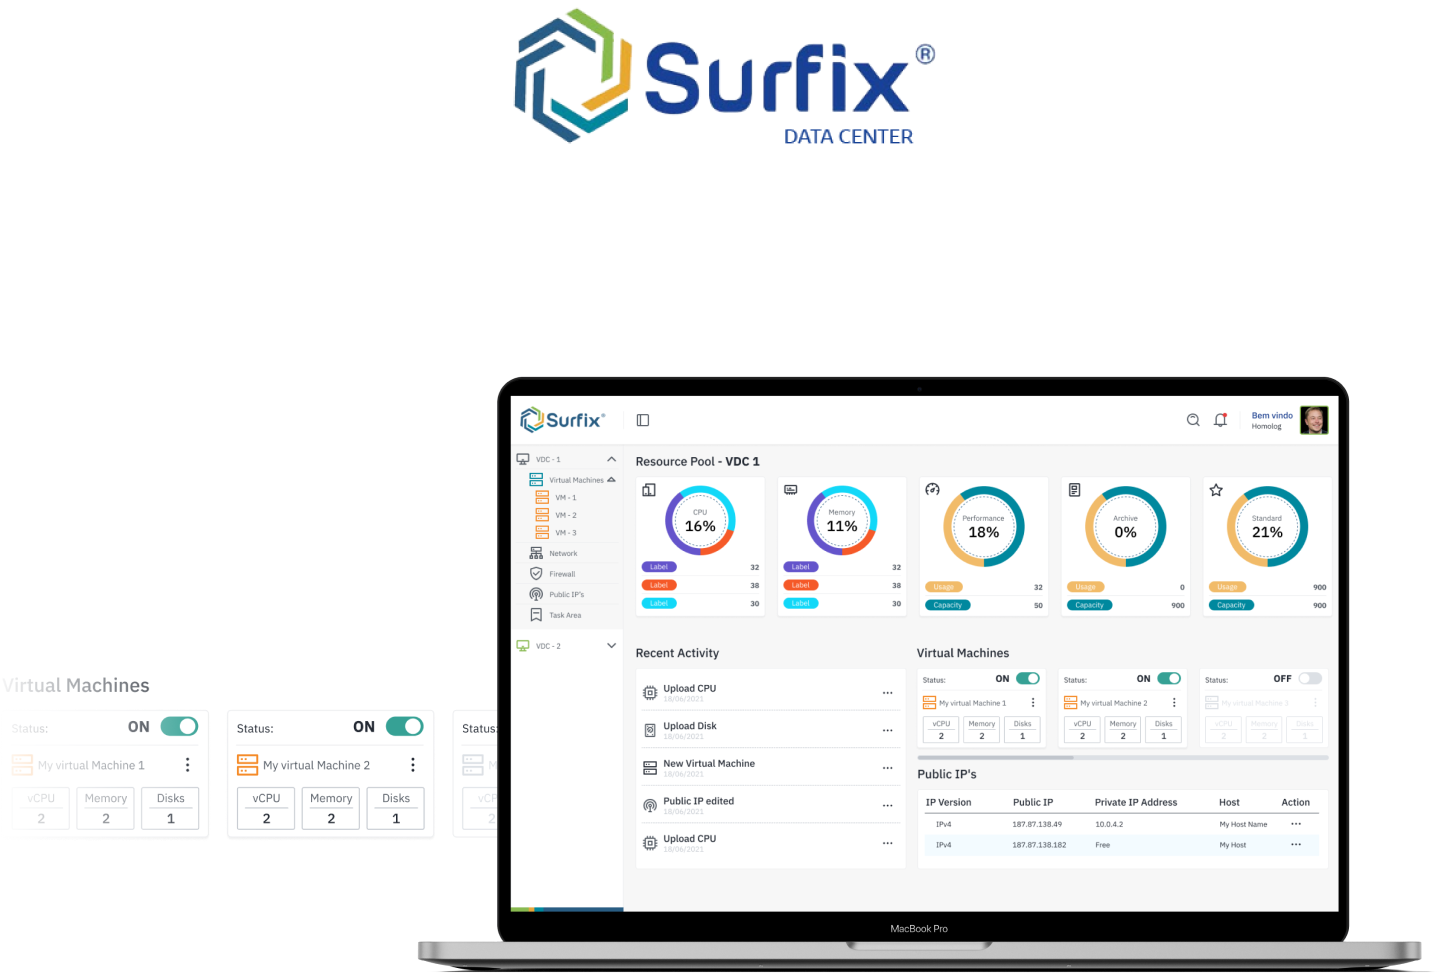 Surfix®
DATA CENTER
Surfix®
Bem vindo
Homolog
VDC - 1
Virtual Machines
VM - 1
VM - 2
VM - 3
Network
Firewall
Public IP's
Task Area
VDC - 2
Resource Pool - VDC 1
CPU
16%
Label 32
Label 38
Label 30
Memory
11%
Label 32
Label 38
Label 30
Performance
18%
Usage 32
Capacity 50
Archive
0%
Usage 0
Capacity 900
Standard
21%
Usage 900
Capacity 900
Recent Activity
Upload CPU
18/06/2021
Upload Disk
18/06/2021
New Virtual Machine
18/06/2021
Public IP edited
18/06/2021
Upload CPU
18/06/2021
Virtual Machines
Status: ON
My virtual Machine 1
vCPU Memory Disks
2 2 1
Status: ON
My virtual Machine 2
vCPU Memory Disks
2 2 1
Status: OFF
My virtual Machine 3
vCPU Memory Disks
2 2 1
Public IP's
IP Version Public IP Private IP Address Host Action
IPv4 187.87.138.49 10.0.4.2 My Host Name
IPv4 187.87.138.182 Free My Host
MacBook Pro
Virtual Machines
Status: ON
My virtual Machine 1
vCPU Memory Disks
2 2 1
Status: ON
My virtual Machine 2
vCPU Memory Disks
2 2 1
Status:
M
vCP
2